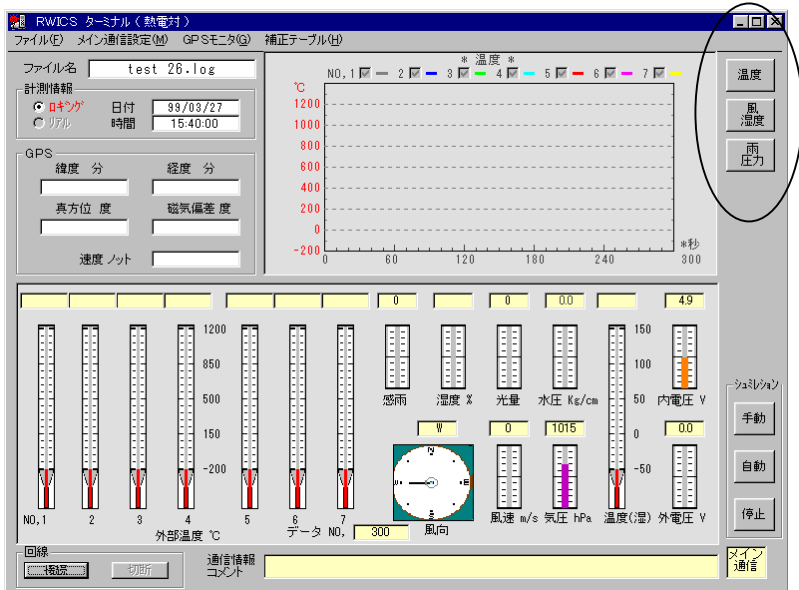 RWICS ターミナル(熱電対)
ファイル(F) メイン通信設定(M) GPSモニタ(G) 補正テーブル(H)
ファイル名 test 26.log
計測情報
ロギング 日付 99/03/27
リアル 時間 15:40:00
GPS
緯度 分 経度 分
真方位 度 磁気偏差 度
速度 ノット
* 温度 *
NO,1 2 3 4 5 6 7
℃
1200
1000
800
600
400
200
0
-200
0 60 120 180 240 300
*秒
温度
風
湿度
雨
圧力
0 0 0.0 4.9
1200
850
500
150
-200
NO,1 2 3 4 5 6 7
外部温度 ℃
データ NO, 300
感雨 湿度 % 光量 水圧 Kg/cm
150
100
50
0
-50
内電圧 V
W 0 1015 0.0
風向 風速 m/s 気圧 hPa 温度(湿) 外電圧 V
シュミレション
手動
自動
停止
回線
接続 切断
通信情報
コメント
メイン
通信